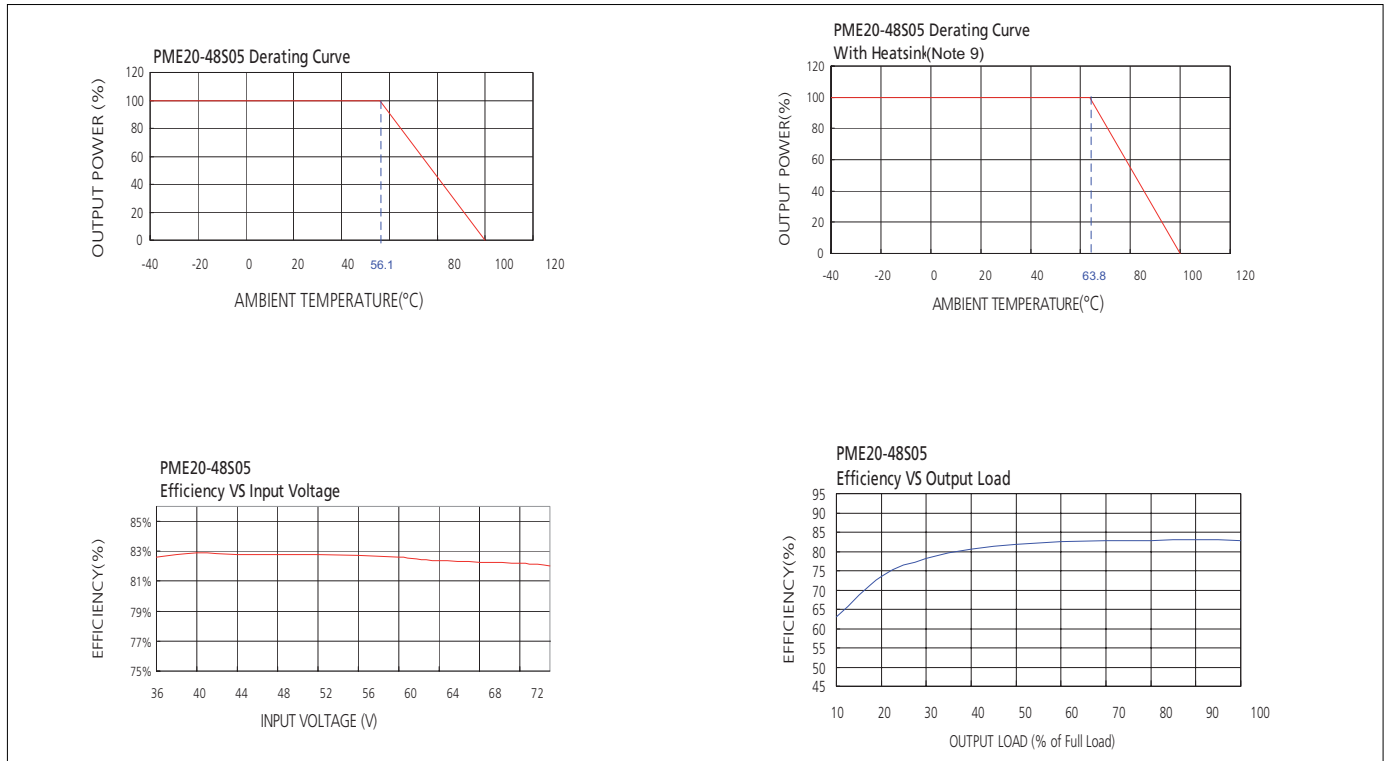 PME20-48S05 Derating Curve
120
100
80
60
40
20
0
OUTPUT POWER (%)
-40 -20 0 20 40 56.1 80 100 120
AMBIENT TEMPERATURE(°C)
PME20-48S05 Derating Curve
With Heatsink(Note 9)
120
100
80
60
40
20
0
OUTPUT POWER(%)
-40 -20 0 20 40 63.8 80 100 120
AMBIENT TEMPERATURE(°C)
PME20-48S05
Efficiency VS Input Voltage
85%
83%
81%
79%
77%
75%
EFFICIENCY(%)
36 40 44 48 52 56 60 64 68 72
INPUT VOLTAGE (V)
PME20-48S05
Efficiency VS Output Load
95
90
85
80
75
70
65
60
55
50
45
EFFICIENCY(%)
10 20 30 40 50 60 70 80 90 100
OUTPUT LOAD (% of Full Load)